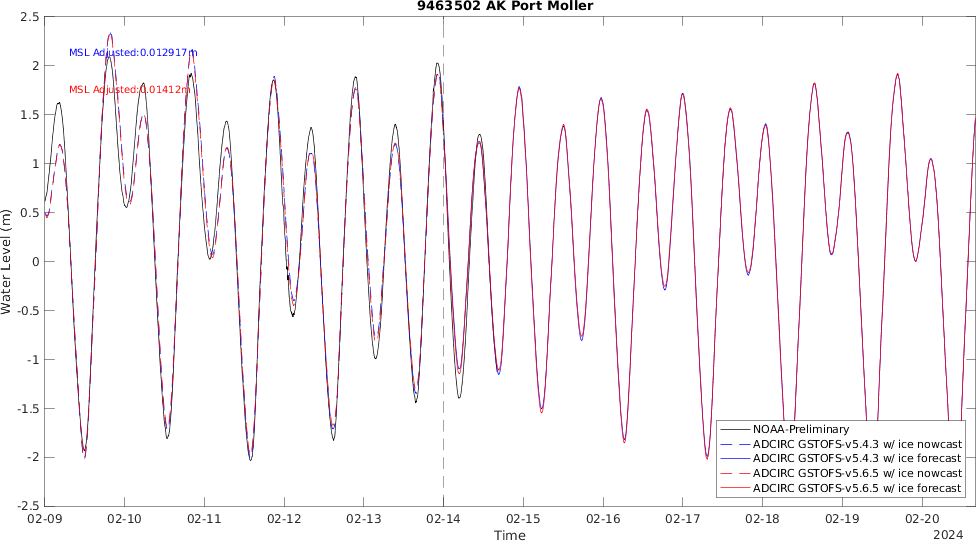 9463502 AK Port Moller
MSL Adjusted:0.012917m
MSL Adjusted:0.01412m
Water Level (m)
2.5
2
1.5
1
0.5
0
-0.5
-1
-1.5
-2
-2.5
NOAA-Preliminary
ADCIRC GSTOFS-v5.4.3 w/ ice nowcast
ADCIRC GSTOFS-v5.4.3 w/ ice forecast
ADCIRC GSTOFS-v5.6.5 w/ ice nowcast
ADCIRC GSTOFS-v5.6.5 w/ ice forecast
02-09 02-10 02-11 02-12 02-13 02-14 02-15 02-16 02-17 02-18 02-19 02-20
Time
2024